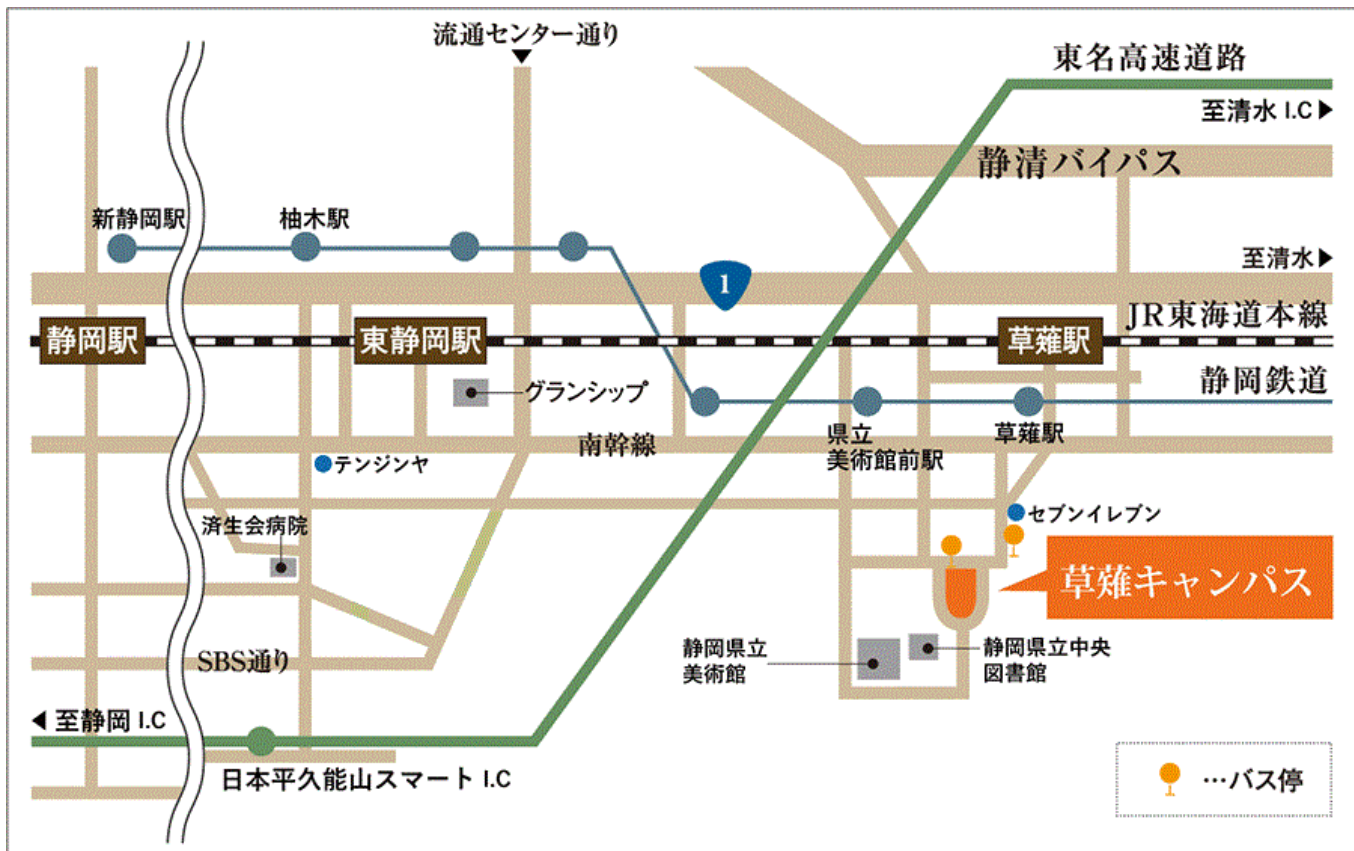 流通センター通り
▼
東名高速道路
至清水 I.C▶
静清バイパス
新静岡駅
柚木駅
至清水▶
1
JR東海道本線
静岡駅
東静岡駅
草薙駅
静岡鉄道
グランシップ
南幹線
県立
美術館前駅
草薙駅
テンジンヤ
セブンイレブン
済生会病院
草薙キャンパス
静岡県立
美術館
静岡県立中央
図書館
SBS通り
◀至静岡 I.C
日本平久能山スマート I.C
…バス停